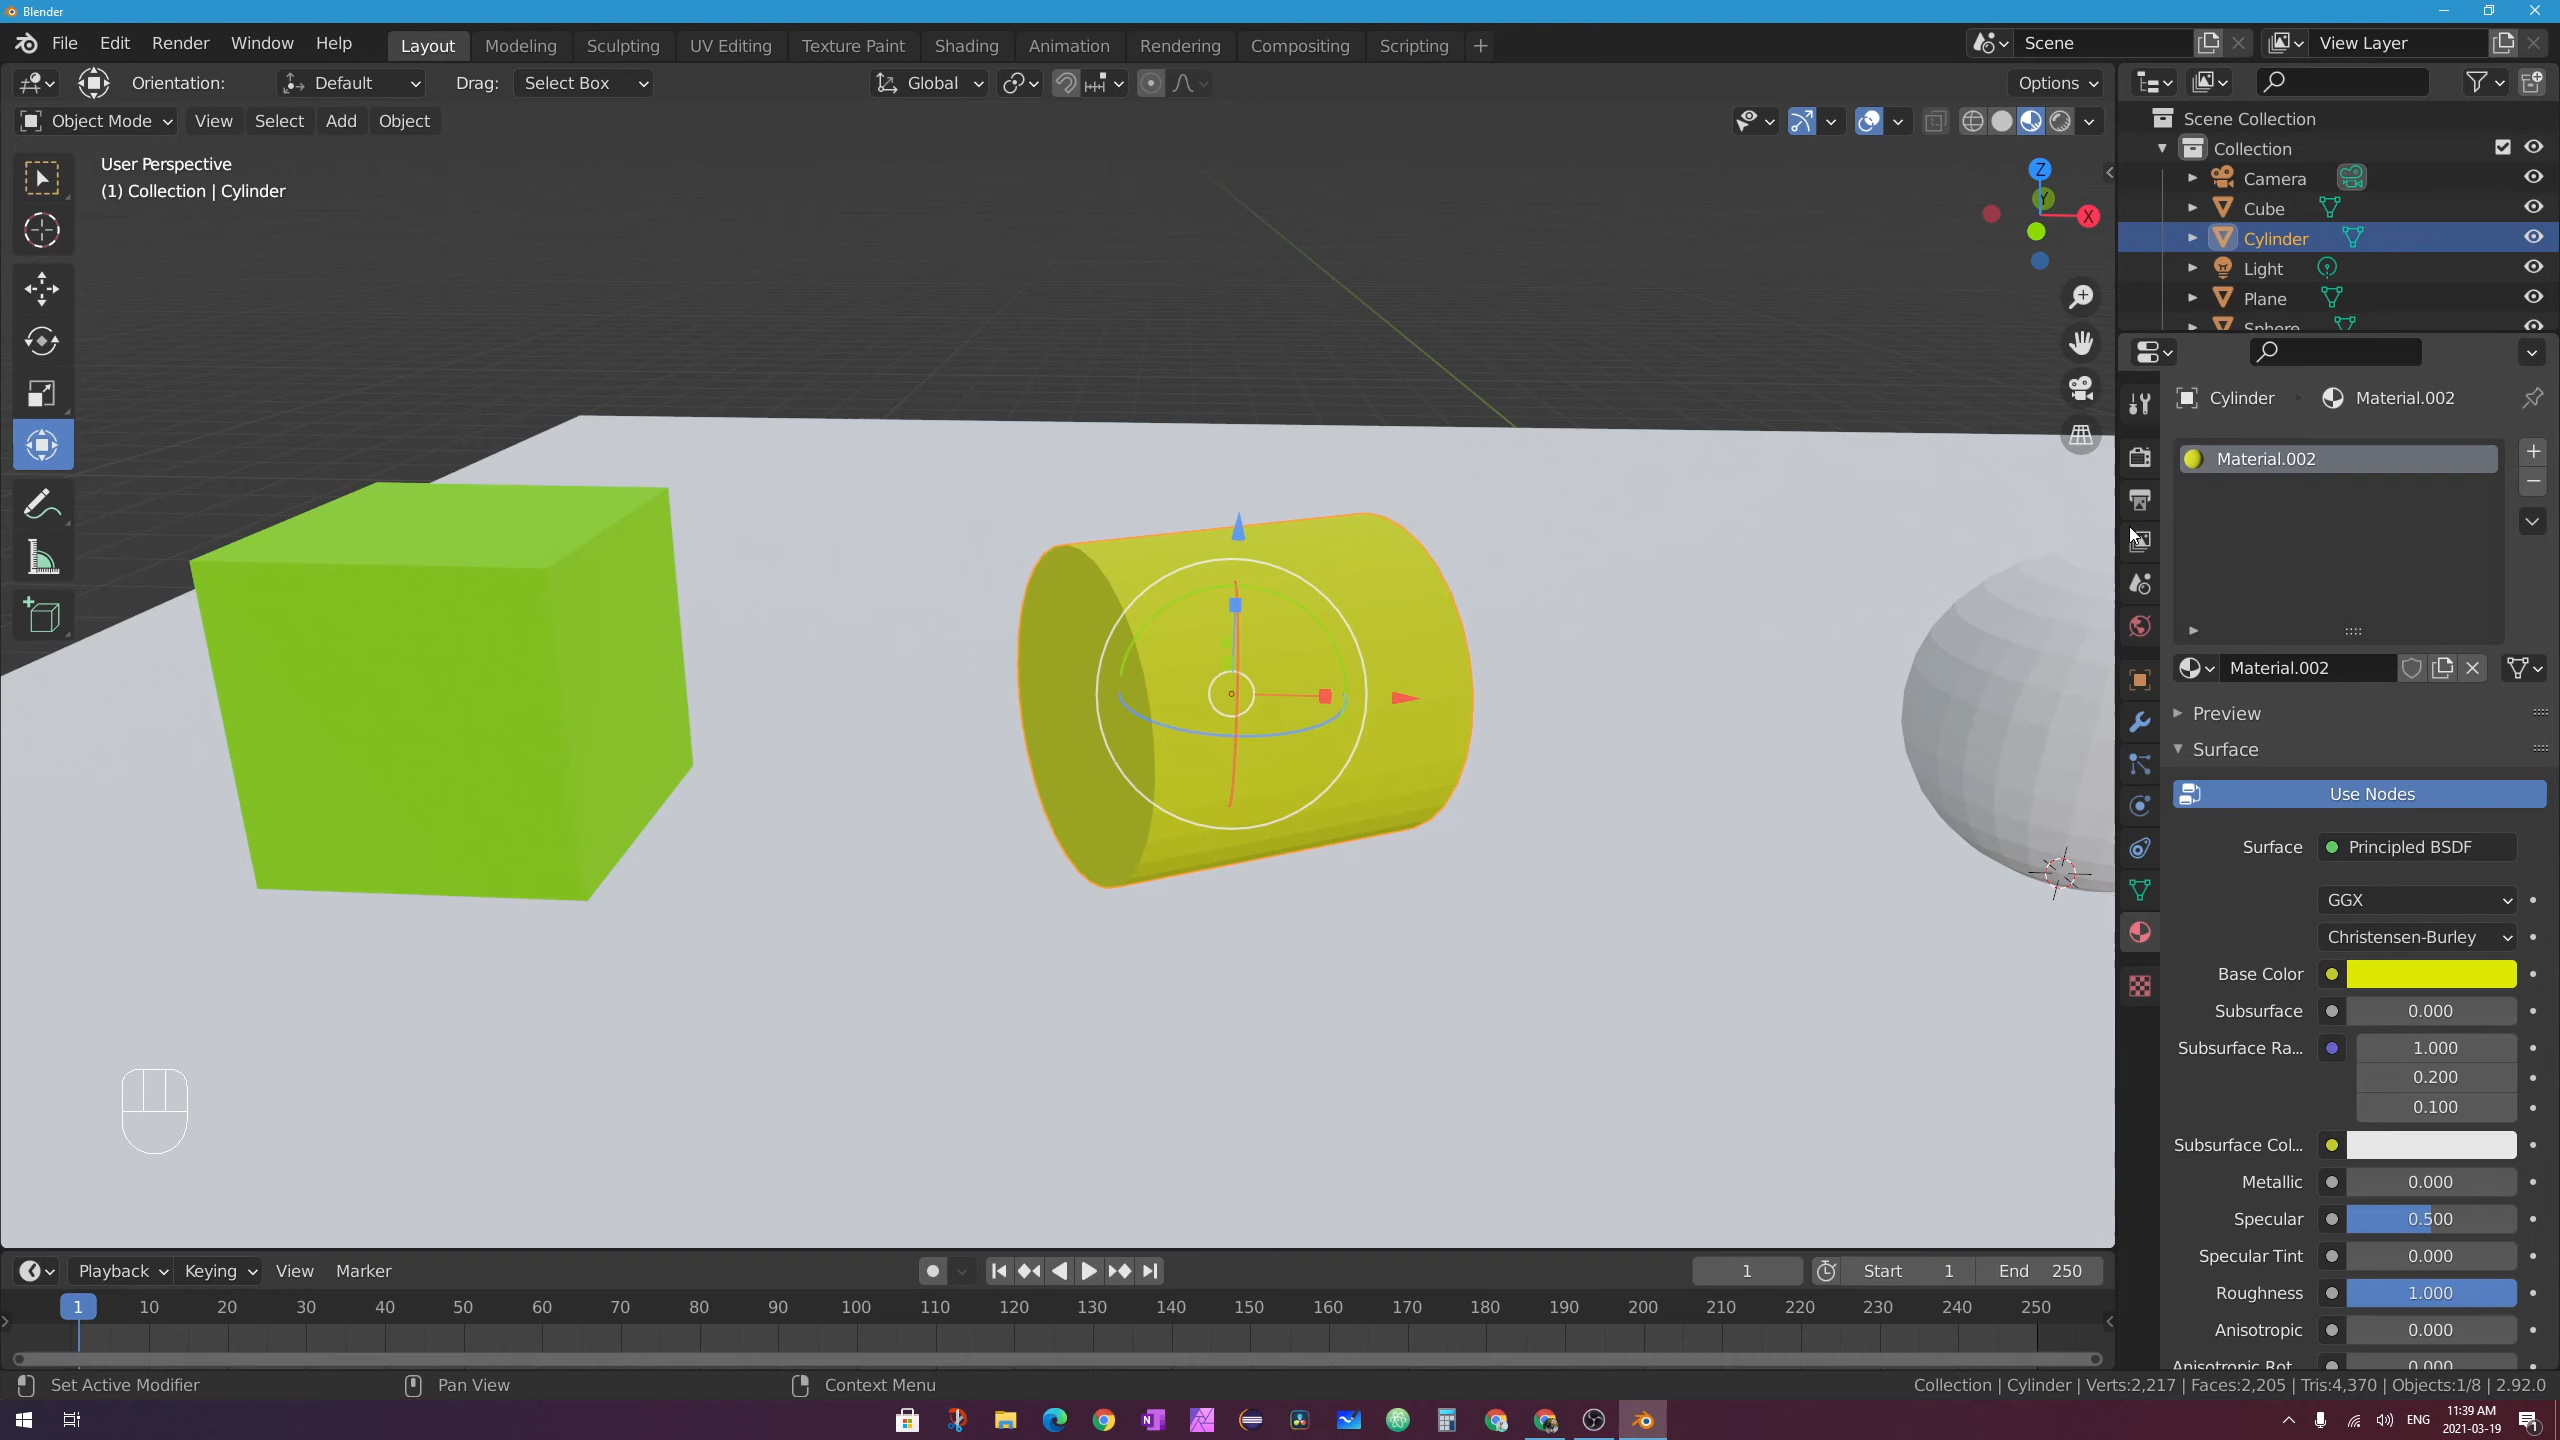 Blender
File Edit Render Window Help Layout Modeling Sculpting UV Editing Texture Paint Shading Animation Rendering Compositing Scripting + Scene View Layer
Orientation: Default Drag: Select Box Global Options
Object Mode View Select Add Object
User Perspective
(1) Collection | Cylinder
Z
Y
X
Scene Collection
Collection
Camera
Cube
Cylinder
Light
Plane
Sphere
Cylinder Material.002
Material.002
Material.002
Preview
Surface
Use Nodes
Surface Principled BSDF
GGX
Christensen-Burley
Base Color
Subsurface 0.000
Subsurface Ra... 1.000
0.200
0.100
Subsurface Col...
Metallic 0.000
Specular 0.500
Specular Tint 0.000
Roughness 1.000
Anisotropic 0.000
Anisotropic Rot... 0.000
Playback Keying View Marker 1 Start 1 End 250
1 10 20 30 40 50 60 70 80 90 100 110 120 130 140 150 160 170 180 190 200 210 220 230 240 250
Set Active Modifier Pan View Context Menu Collection | Cylinder | Verts:2,217 | Faces:2,205 | Tris:4,370 | Objects:1/8 | 2.92.0
ENG 11:39 AM
2021-03-19